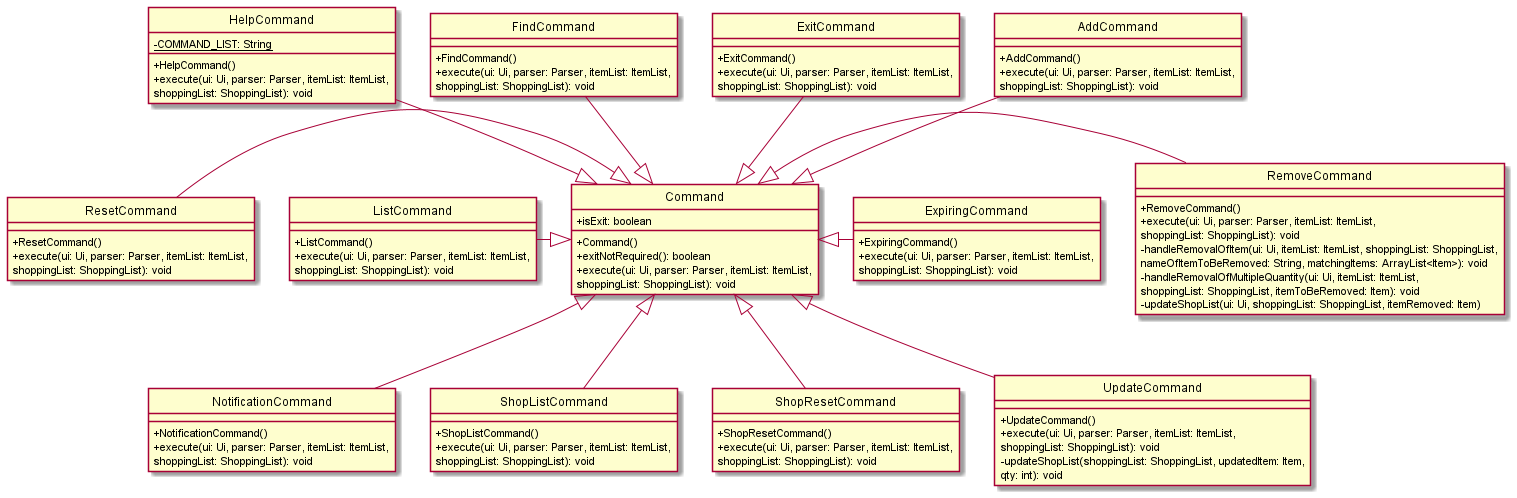 HelpCommand
-COMMAND_LIST: String
+HelpCommand()
+execute(ui: Ui, parser: Parser, itemList: ItemList,
shoppingList: ShoppingList): void
FindCommand
+FindCommand()
+execute(ui: Ui, parser: Parser, itemList: ItemList,
shoppingList: ShoppingList): void
ExitCommand
+ExitCommand()
+execute(ui: Ui, parser: Parser, itemList: ItemList,
shoppingList: ShoppingList): void
AddCommand
+AddCommand()
+execute(ui: Ui, parser: Parser, itemList: ItemList,
shoppingList: ShoppingList): void
ResetCommand
+ResetCommand()
+execute(ui: Ui, parser: Parser, itemList: ItemList,
shoppingList: ShoppingList): void
ListCommand
+ListCommand()
+execute(ui: Ui, parser: Parser, itemList: ItemList,
shoppingList: ShoppingList): void
Command
+isExit: boolean
+Command()
+exitNotRequired(): boolean
+execute(ui: Ui, parser: Parser, itemList: ItemList,
shoppingList: ShoppingList): void
ExpiringCommand
+ExpiringCommand()
+execute(ui: Ui, parser: Parser, itemList: ItemList,
shoppingList: ShoppingList): void
RemoveCommand
+RemoveCommand()
+execute(ui: Ui, parser: Parser, itemList: ItemList,
shoppingList: ShoppingList): void
-handleRemovalOfItem(ui: Ui, itemList: ItemList, shoppingList: ShoppingList,
nameOfItemToBeRemoved: String, matchingItems: ArrayList<Item>): void
-handleRemovalOfMultipleQuantity(ui: Ui, itemList: ItemList,
shoppingList: ShoppingList, itemToBeRemoved: Item): void
-updateShopList(ui: Ui, shoppingList: ShoppingList, itemRemoved: Item)
NotificationCommand
+NotificationCommand()
+execute(ui: Ui, parser: Parser, itemList: ItemList,
shoppingList: ShoppingList): void
ShopListCommand
+ShopListCommand()
+execute(ui: Ui, parser: Parser, itemList: ItemList,
shoppingList: ShoppingList): void
ShopResetCommand
+ShopResetCommand()
+execute(ui: Ui, parser: Parser, itemList: ItemList,
shoppingList: ShoppingList): void
UpdateCommand
+UpdateCommand()
+execute(ui: Ui, parser: Parser, itemList: ItemList,
shoppingList: ShoppingList): void
-updateShopList(shoppingList: ShoppingList, updatedItem: Item,
qty: int): void